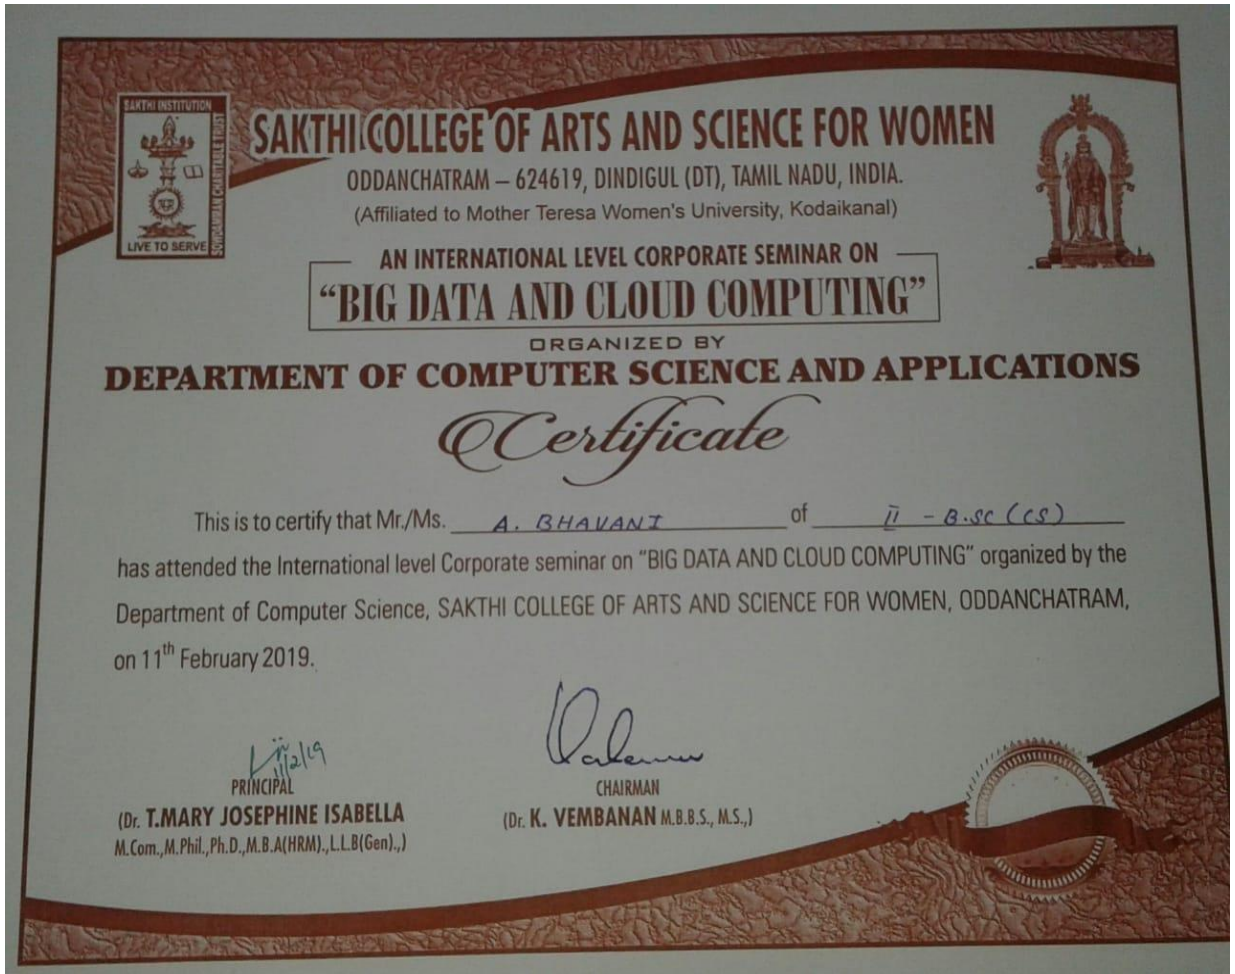 SAKTHI INSTITUTION
SOWDAMMAN CHARITABLE TRUST
LIVE TO SERVE
SAKTHI COLLEGE OF ARTS AND SCIENCE FOR WOMEN
ODDANCHATRAM – 624619, DINDIGUL (DT), TAMIL NADU, INDIA.
(Affiliated to Mother Teresa Women's University, Kodaikanal)
AN INTERNATIONAL LEVEL CORPORATE SEMINAR ON
“BIG DATA AND CLOUD COMPUTING”
ORGANIZED BY
DEPARTMENT OF COMPUTER SCIENCE AND APPLICATIONS
Certificate
This is to certify that Mr./Ms. A. BHAVANI of II - B.SC (CS)
has attended the International level Corporate seminar on "BIG DATA AND CLOUD COMPUTING" organized by the
Department of Computer Science, SAKTHI COLLEGE OF ARTS AND SCIENCE FOR WOMEN, ODDANCHATRAM,
on 11th February 2019.
11/2/19
PRINCIPAL
(Dr. T.MARY JOSEPHINE ISABELLA
M.Com.,M.Phil.,Ph.D.,M.B.A(HRM).,L.L.B(Gen).,)
CHAIRMAN
(Dr. K. VEMBANAN M.B.B.S., M.S.,)